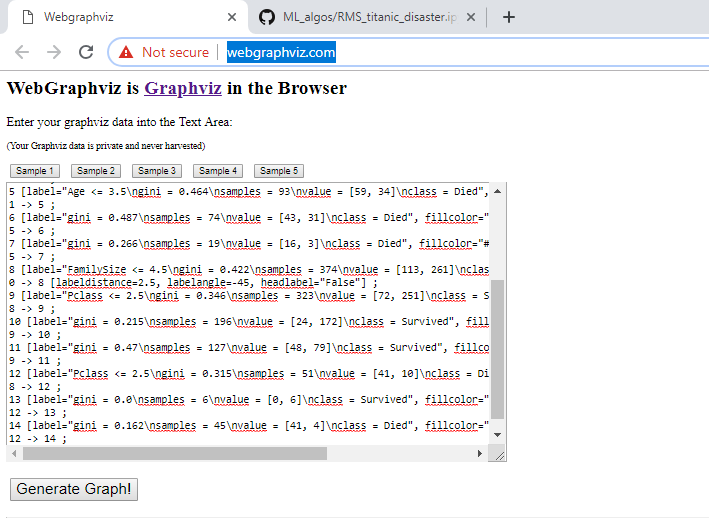 Webgraphviz
ML_algos/RMS_titanic_disaster.ip
Not secure | webgraphviz.com
WebGraphviz is Graphviz in the Browser
Enter your graphviz data into the Text Area:
(Your Graphviz data is private and never harvested)
Sample 1 Sample 2 Sample 3 Sample 4 Sample 5
5 [label="Age <= 3.5\ngini = 0.464\nsamples = 93\nvalue = [59, 34]\nclass = Died",
1 -> 5 ;
6 [label="gini = 0.487\nsamples = 74\nvalue = [43, 31]\nclass = Died", fillcolor="
5 -> 6 ;
7 [label="gini = 0.266\nsamples = 19\nvalue = [16, 3]\nclass = Died", fillcolor="#
5 -> 7 ;
8 [label="FamilySize <= 4.5\ngini = 0.422\nsamples = 374\nvalue = [113, 261]\nclas
0 -> 8 [labeldistance=2.5, labelangle=-45, headlabel="False"] ;
9 [label="Pclass <= 2.5\ngini = 0.346\nsamples = 323\nvalue = [72, 251]\nclass = S
8 -> 9 ;
10 [label="gini = 0.215\nsamples = 196\nvalue = [24, 172]\nclass = Survived", fill
9 -> 10 ;
11 [label="gini = 0.47\nsamples = 127\nvalue = [48, 79]\nclass = Survived", fillco
9 -> 11 ;
12 [label="Pclass <= 2.5\ngini = 0.315\nsamples = 51\nvalue = [41, 10]\nclass = Di
8 -> 12 ;
13 [label="gini = 0.0\nsamples = 6\nvalue = [0, 6]\nclass = Survived", fillcolor="
12 -> 13 ;
14 [label="gini = 0.162\nsamples = 45\nvalue = [41, 4]\nclass = Died", fillcolor="
12 -> 14 ;
Generate Graph!